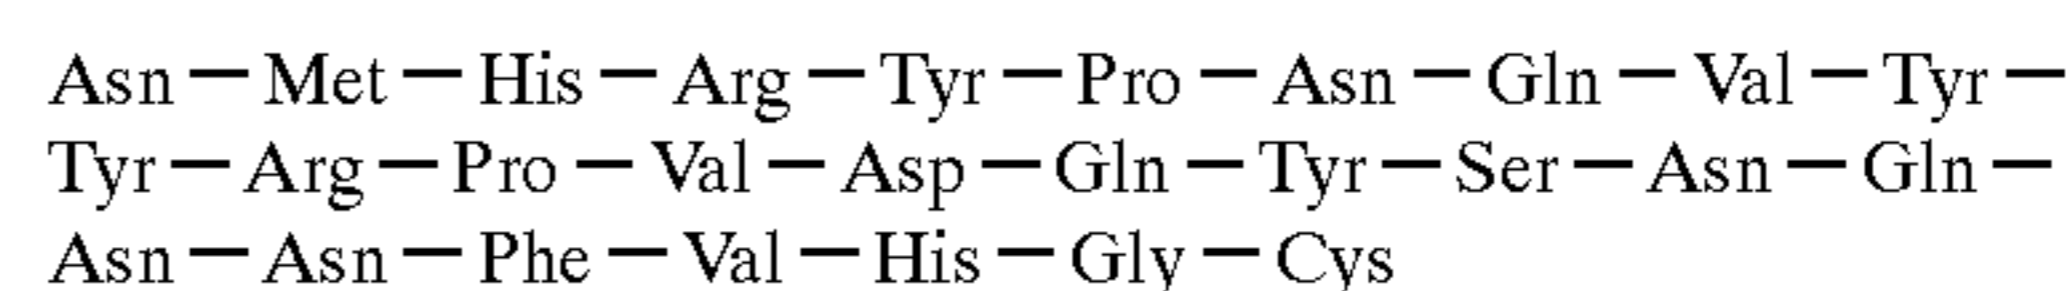 Asn — Met — His — Arg — Tyr — Pro — Asn — Gln — Val — Tyr —
Tyr — Arg — Pro — Val — Asp — Gln — Tyr — Ser — Asn — Gln —
Asn — Asn — Phe — Val — His — Gly — Cys